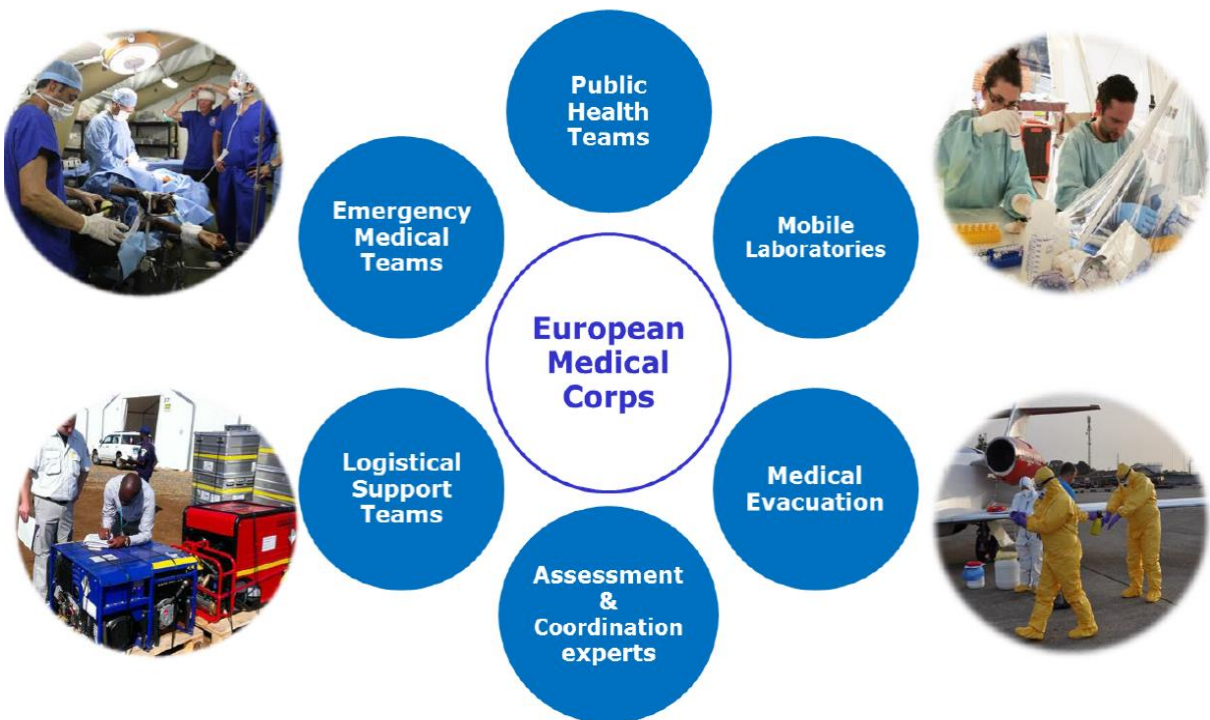 Public
Health
Teams
Emergency
Medical
Teams
Mobile
Laboratories
European
Medical
Corps
Logistical
Support
Teams
Medical
Evacuation
Assessment
&
Coordination
experts